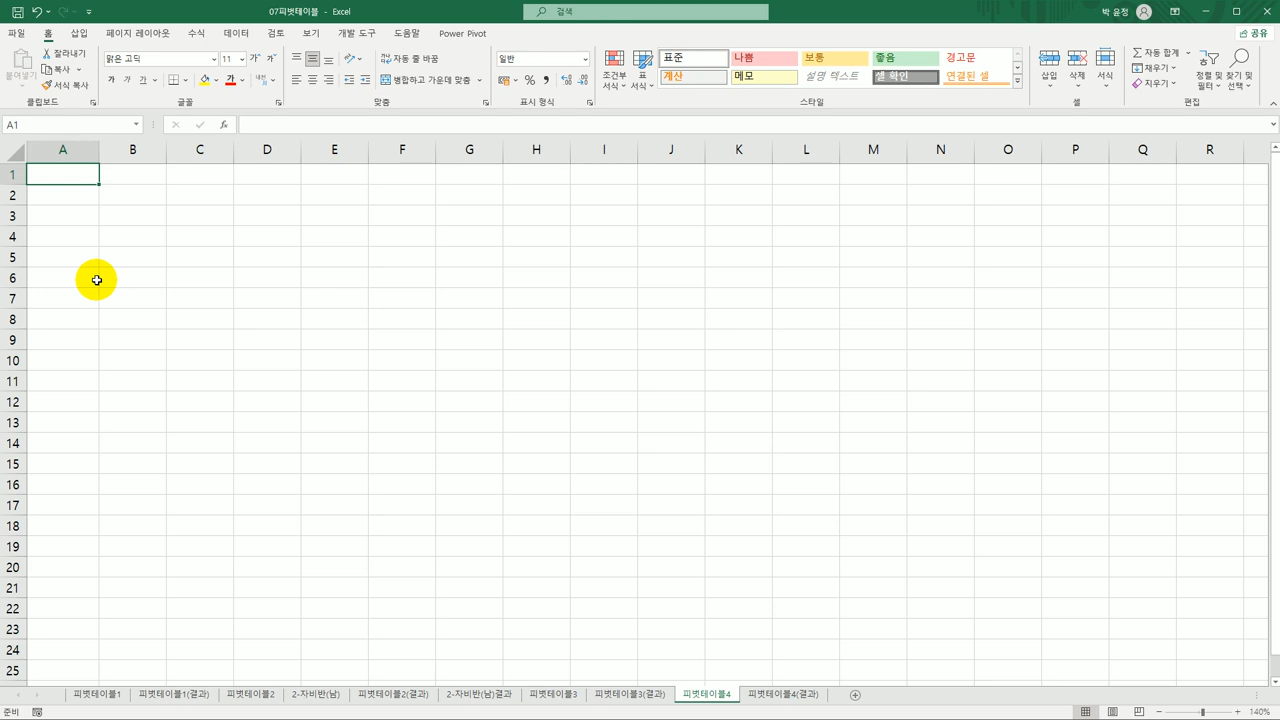 07피벗테이블 - Excel
검색
박 윤정
파일 홈 삽입 페이지 레이아웃 수식 데이터 검토 보기 개발 도구 도움말 Power Pivot
공유
붙여넣기
잘라내기
복사
서식 복사
클립보드
맑은 고딕 11
가 가 가
글꼴
자동 줄 바꿈
병합하고 가운데 맞춤
맞춤
일반
표시 형식
조건부 서식
표 서식
표준 나쁨 보통 좋음 경고문
계산 메모 설명 텍스트 셀 확인 연결된 셀
스타일
삽입 삭제 서식
셀
자동 합계
채우기
지우기
정렬 및 필터
찾기 및 선택
편집
A1
fx
A B C D E F G H I J K L M N O P Q R
1
2
3
4
5
6
7
8
9
10
11
12
13
14
15
16
17
18
19
20
21
22
23
24
25
피벗테이블1 피벗테이블1(결과) 피벗테이블2 2-자비반(남) 피벗테이블2(결과) 2-자비반(남)결과 피벗테이블3 피벗테이블3(결과) 피벗테이블4 피벗테이블4(결과)
준비
140%